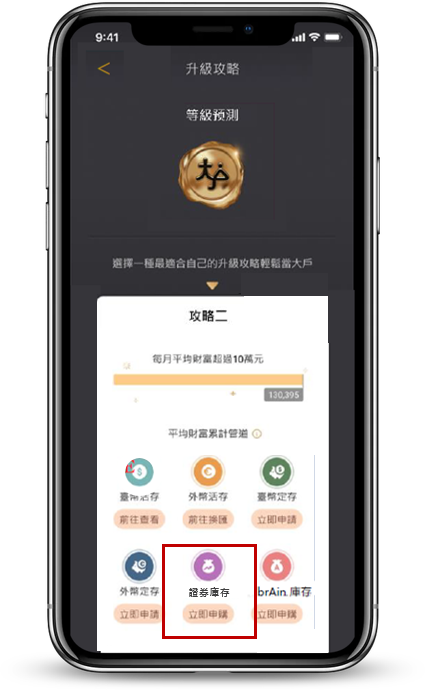 9:41
升級攻略
等級預測
大戶
選擇一種最適合自己的升級攻略輕鬆當大戶
攻略二
每月平均財富超過10萬元
130,395
平均財富累計管道
臺幣活存 外幣活存 臺幣定存
前往查看 前往換匯 立即申請
外幣定存 證券庫存 brAin 庫存
立即申請 立即申購 立即申購